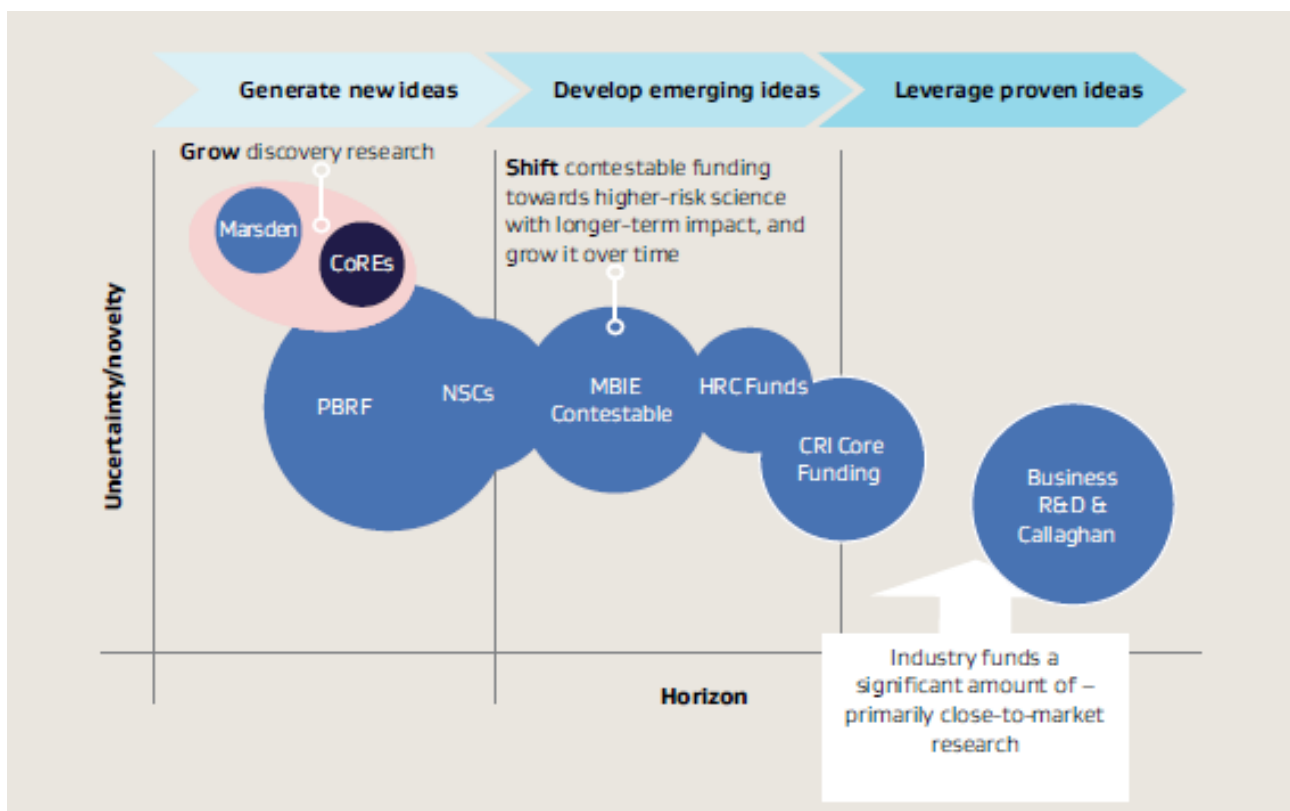 Generate new ideas
Develop emerging ideas
Leverage proven ideas
Grow discovery research
Shift contestable funding
towards higher-risk science
with longer-term impact, and
grow it over time
Marsden
CoREs
Uncertainty/novelty
PBRF
NSCs
MBIE
Contestable
HRC Funds
CRI Core
Funding
Business
R&D &
Callaghan
Industry funds a
significant amount of –
primarily close-to-market
research
Horizon